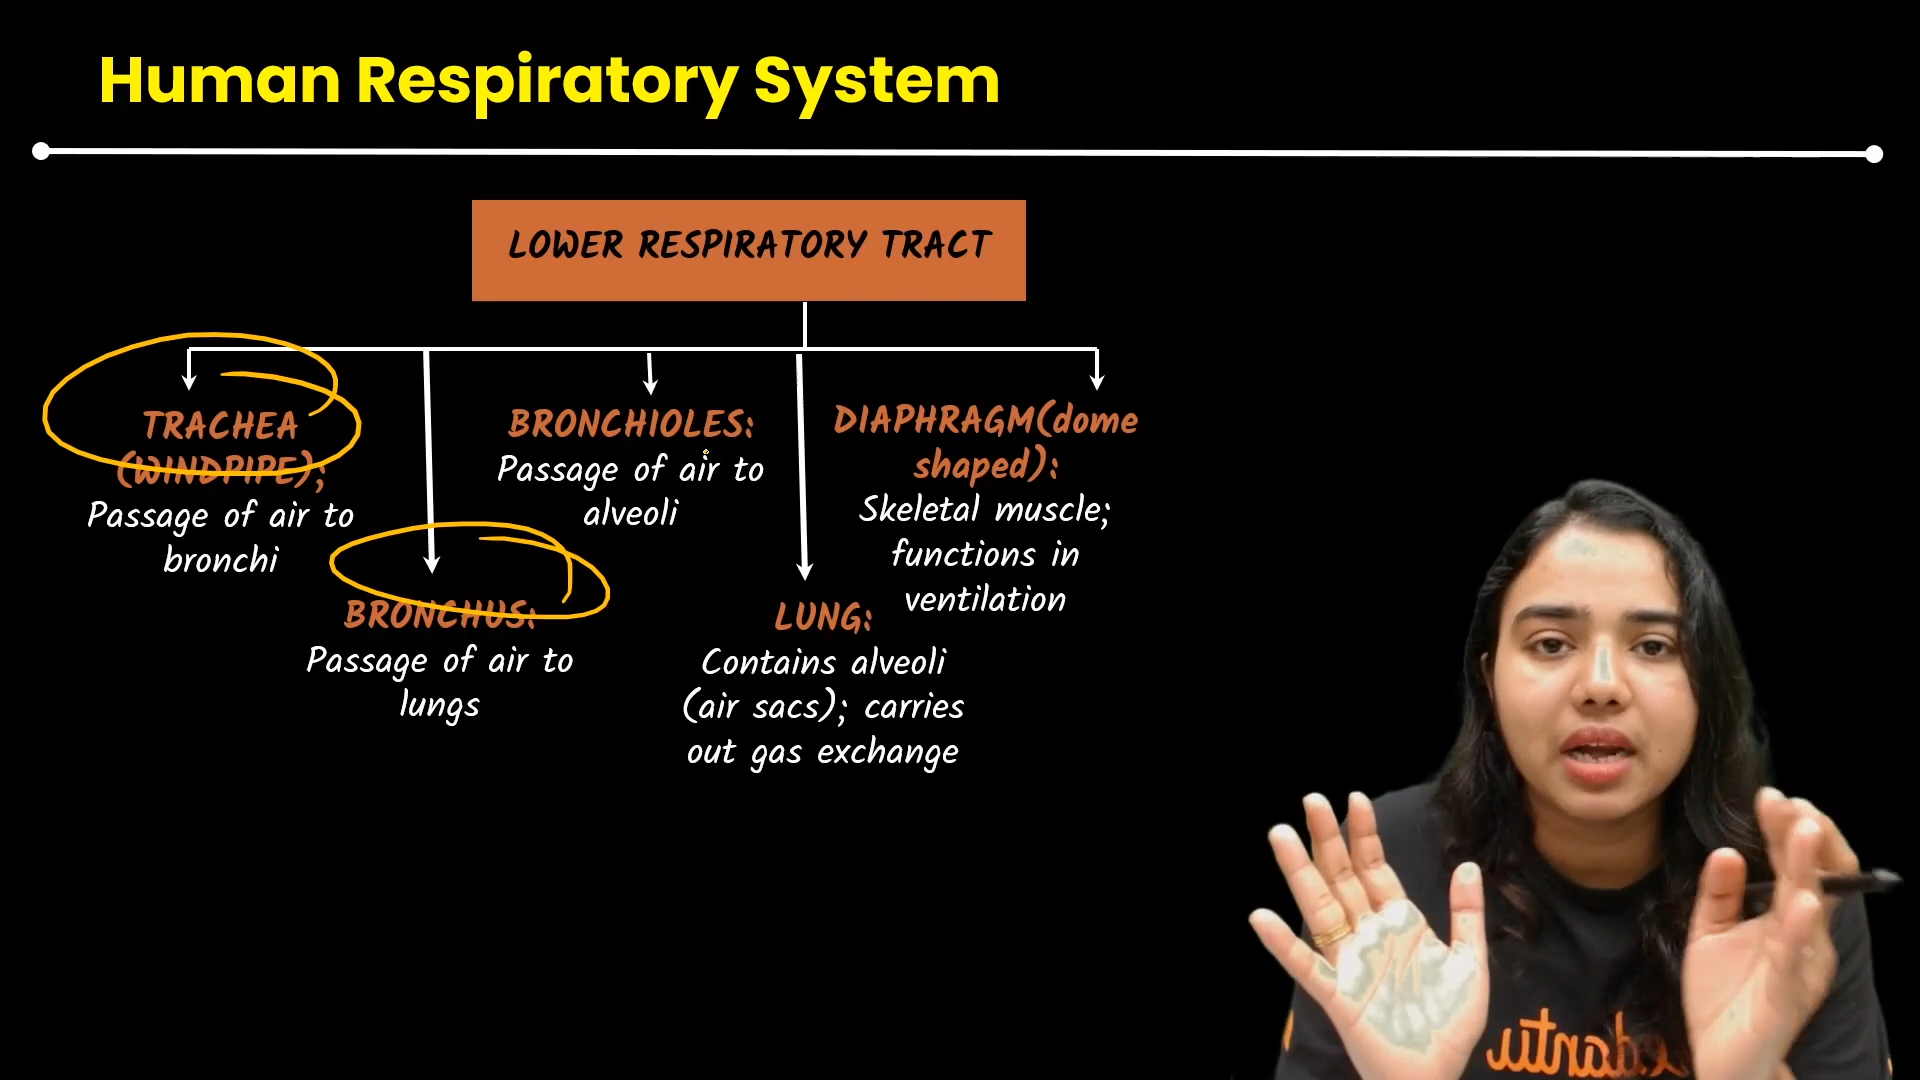 Human Respiratory System
LOWER RESPIRATORY TRACT
TRACHEA
(WINDPIPE);
Passage of air to
bronchi
BRONCHUS:
Passage of air to
lungs
BRONCHIOLES:
Passage of air to
alveoli
LUNG:
Contains alveoli
(air sacs); carries
out gas exchange
DIAPHRAGM(dome
shaped):
Skeletal muscle;
functions in
ventilation